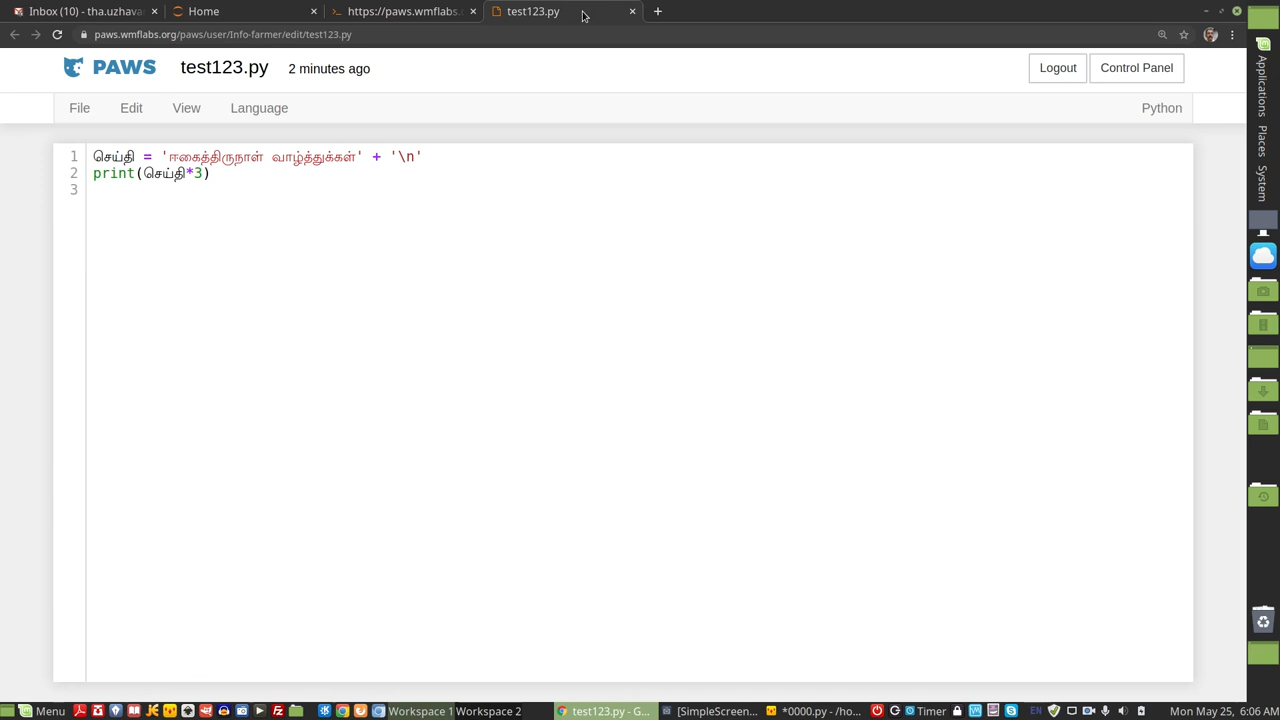 Inbox (10) - tha.uzhava
Home
https://paws.wmflabs.
test123.py
paws.wmflabs.org/paws/user/Info-farmer/edit/test123.py
PAWS test123.py 2 minutes ago Logout Control Panel
File Edit View Language Python
1 செய்தி = 'ஈகைத்திருநாள் வாழ்த்துக்கள்' + '\n'
2 print(செய்தி*3)
3
Applications Places System
Menu Workspace 1 Workspace 2 test123.py - G... [SimpleScreen... *0000.py - /ho... Timer EN Mon May 25, 6:06 AM